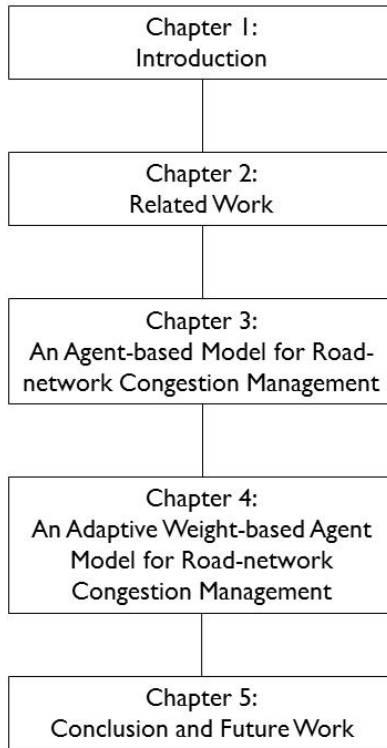 Chapter 1:
Introduction
Chapter 2:
Related Work
Chapter 3:
An Agent-based Model for Road-
network Congestion Management
Chapter 4:
An Adaptive Weight-based Agent
Model for Road-network
Congestion Management
Chapter 5:
Conclusion and Future Work